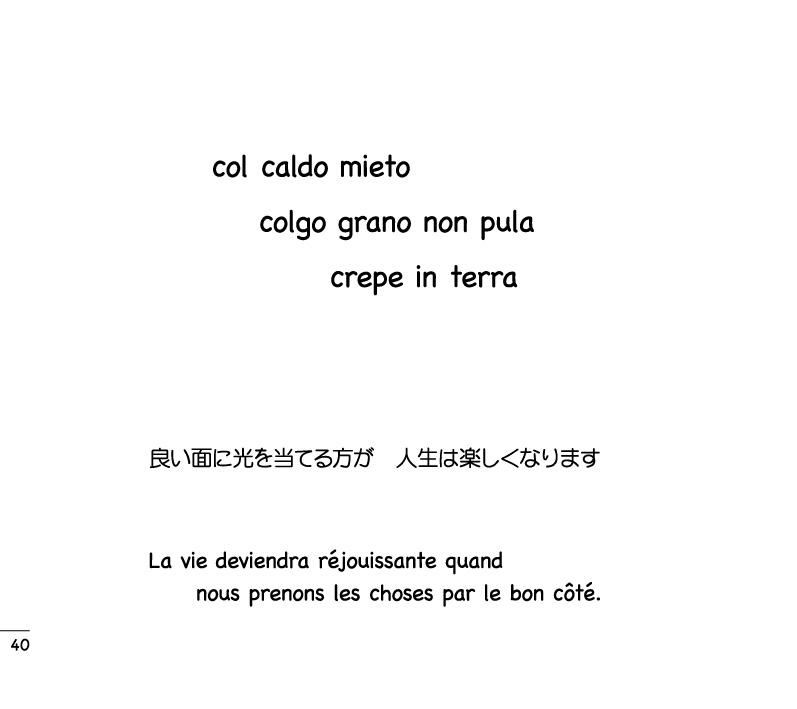 col caldo mieto
colgo grano non pula
crepe in terra
良い面に光を当てる方が　人生は楽しくなります
La vie deviendra réjouissante quand
nous prenons les choses par le bon côté.
40